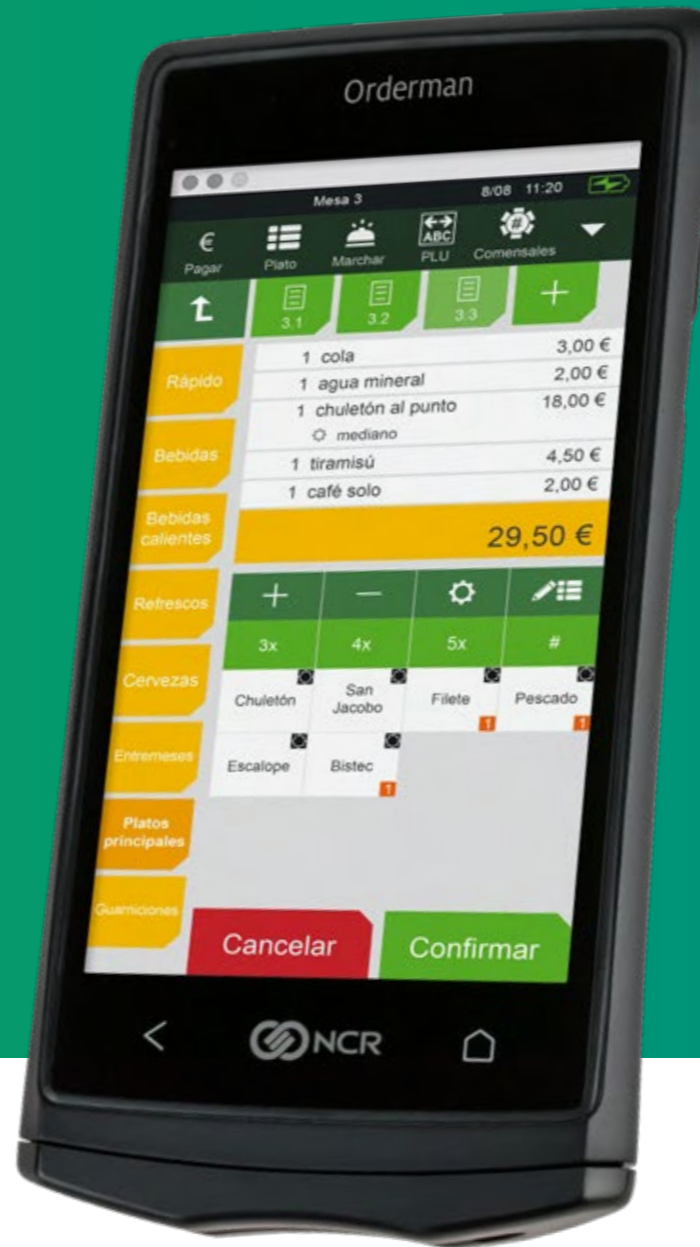 Orderman
Mesa 3 8/08 11:20
€ ABC #
Pagar Plato Marchar PLU Comensales
3.1 3.2 3.3 +
Rápido
Bebidas
Bebidas
calientes
Refrescos
Cervezas
Entremeses
Platos
principales
Guarniciones
1 cola 3,00 €
1 agua mineral 2,00 €
1 chuletón al punto 18,00 €
mediano
1 tiramisú 4,50 €
1 café solo 2,00 €
29,50 €
+ —
3x 4x 5x #
Chuletón
San
Jacobo
Filete
1
Pescado
1
Escalope
Bistec
1
Cancelar Confirmar
NCR